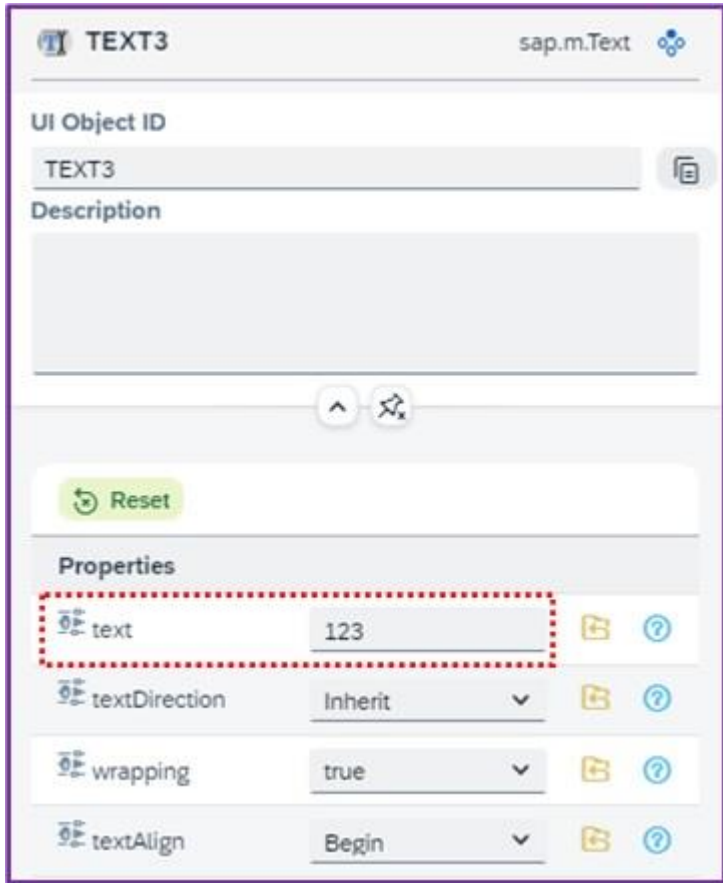 TEXT3 sap.m.Text
UI Object ID
TEXT3
Description
Reset
Properties
text 123
textDirection Inherit
wrapping true
textAlign Begin